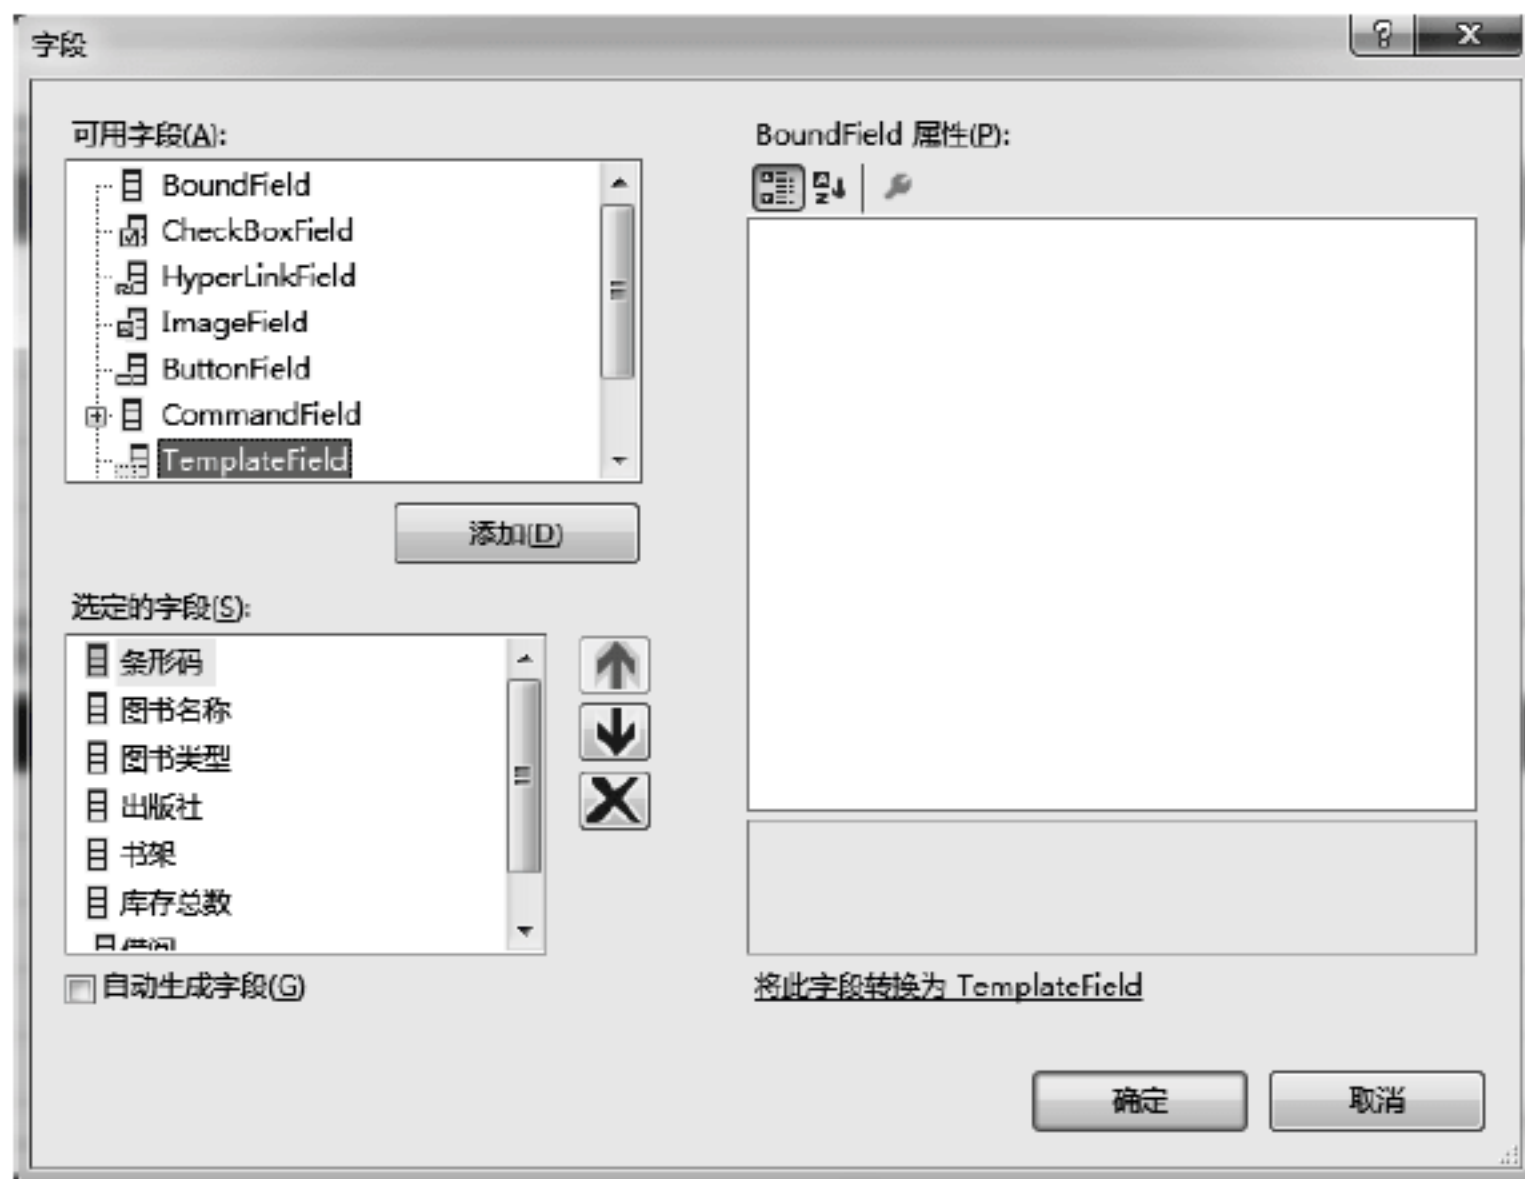 字段
可用字段(A):
BoundField
CheckBoxField
HyperLinkField
ImageField
ButtonField
CommandField
TemplateField
添加(D)
选定的字段(S):
条形码
图书名称
图书类型
出版社
书架
库存总数
自动生成字段(G)
BoundField 属性(P):
将此字段转换为 TemplateField
确定
取消